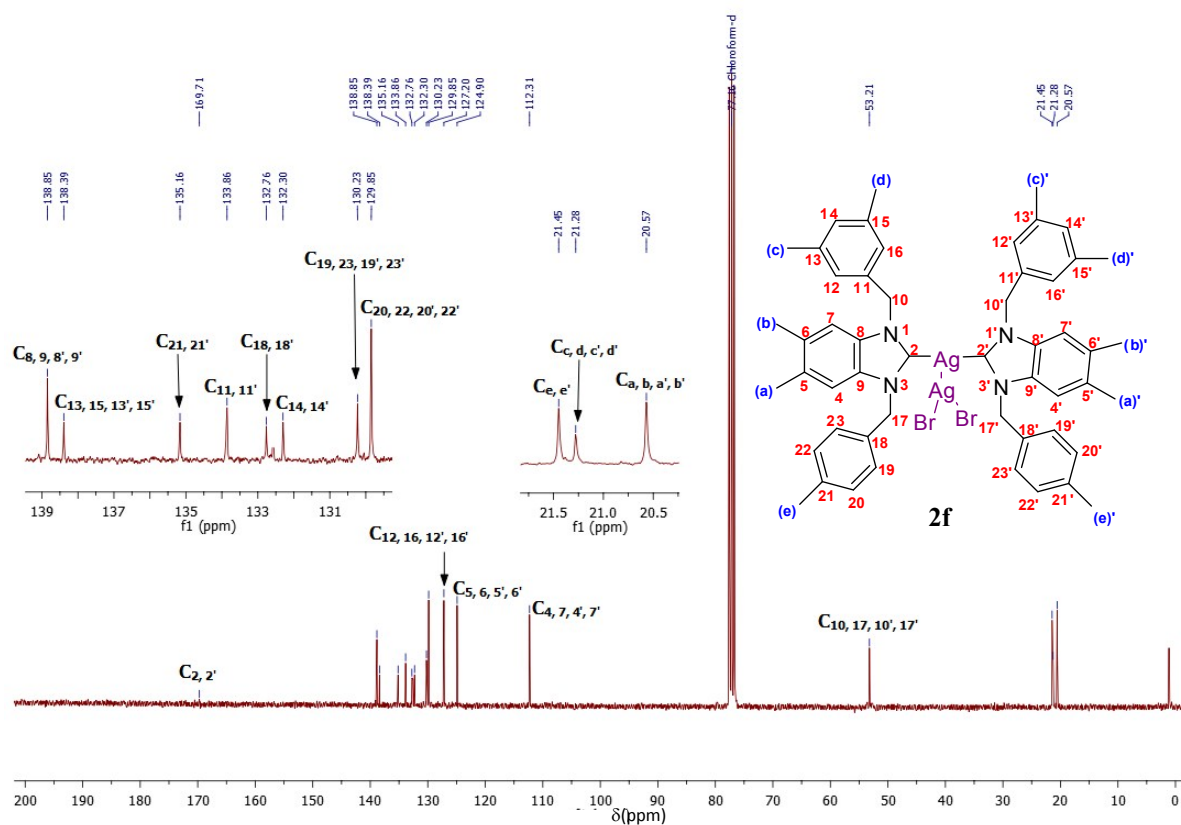 169.71
138.85
138.39
135.16
133.86
132.76
132.30
130.23
129.85
127.20
124.90
112.31
77.16 Chloroform-d
53.21
21.45
21.28
20.57
138.85
138.39
135.16
133.86
132.76
132.30
130.23
129.85
C19, 23, 19', 23'
C20, 22, 20', 22'
C21, 21'
C18, 18'
C8, 9, 8', 9'
C11, 11'
C13, 15, 13', 15'
C14, 14'
139 137 135 133 131
f1 (ppm)
21.45
21.28
20.57
Cc, d, c', d'
Ce, e'
Ca, b, a', b'
21.5 21.0 20.5
f1 (ppm)
(d) (c)'
14 15 13' 14'
(c) 13 16 12' (d)'
15'
12 11 11' 16'
10 10'
(b) 7 N 1 1' N 7'
6 8 8' 6' (b)'
2 Ag 2'
5 9 N 3 Ag 3' N 9' 5'
(a) 4 Br Br 4' (a)'
23 17 17' 18' 19'
22 18 20'
19 23'
21 20 22' 21'
(e) (e)'
2f
C12, 16, 12', 16'
C5, 6, 5', 6'
C4, 7, 4', 7'
C10, 17, 10', 17'
C2, 2'
200 190 180 170 160 150 140 130 120 110 100 90 80 70 60 50 40 30 20 10 0
δ(ppm)